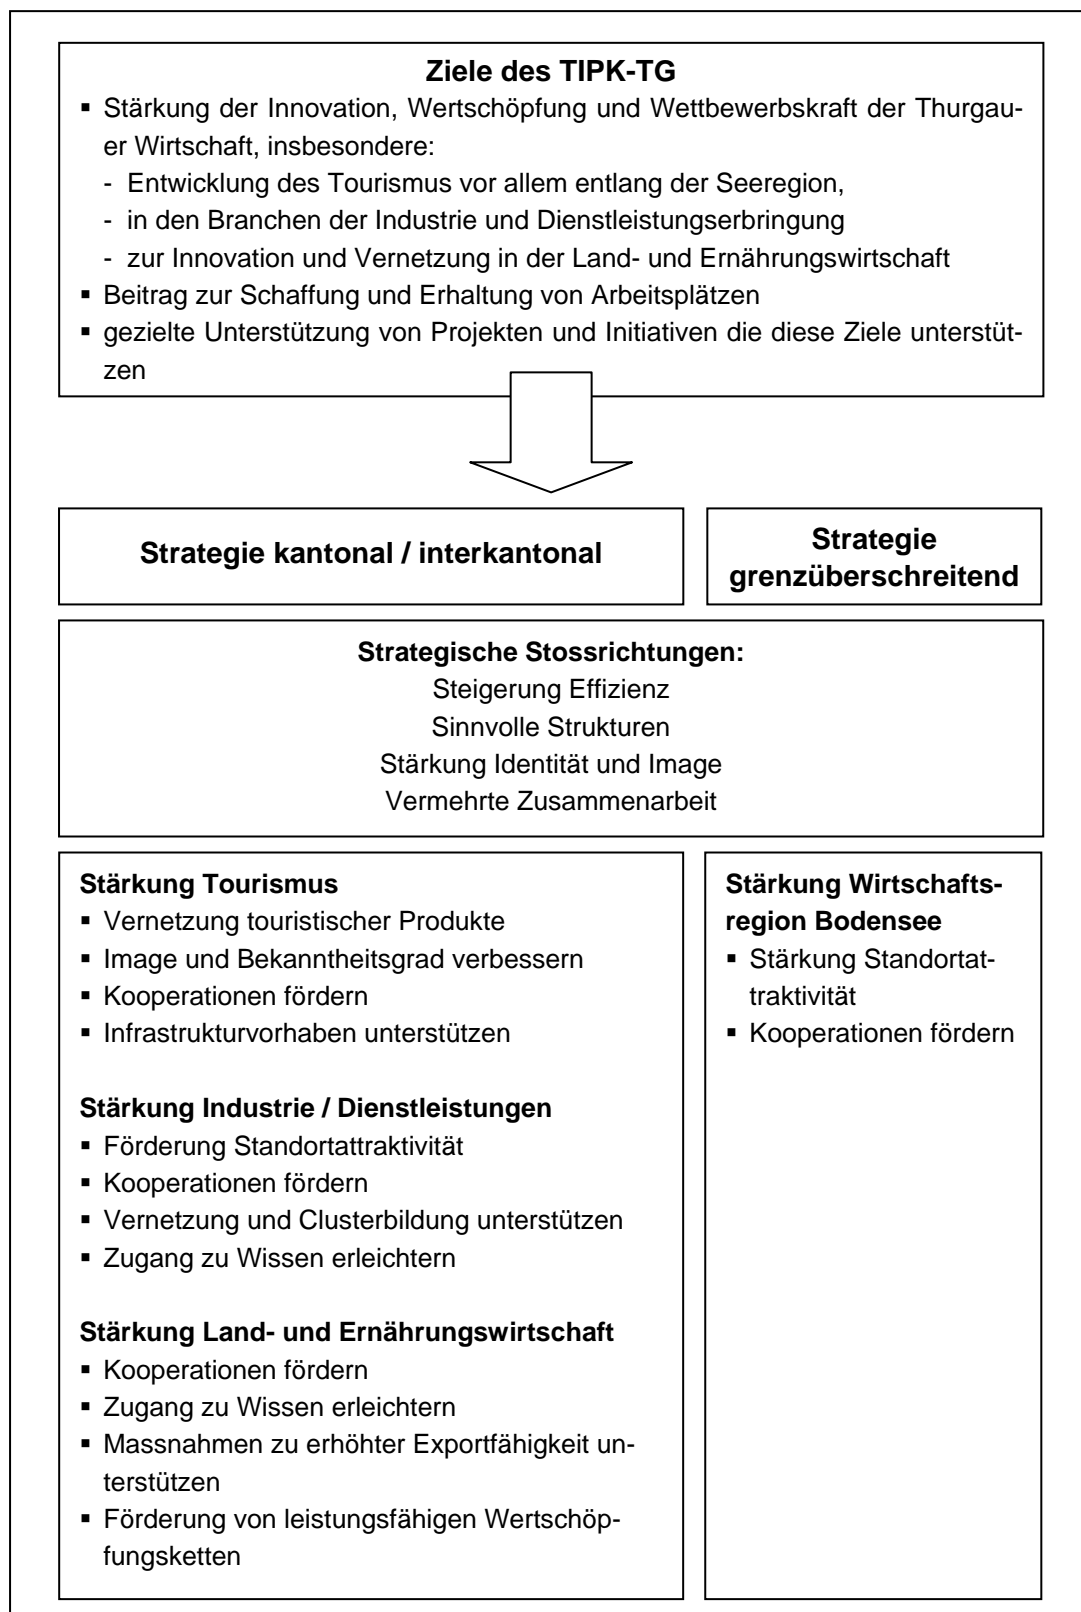 Ziele des TIPK-TG
▪ Stärkung der Innovation, Wertschöpfung und Wettbewerbskraft der Thurgau-
er Wirtschaft, insbesondere:
- Entwicklung des Tourismus vor allem entlang der Seeregion,
- in den Branchen der Industrie und Dienstleistungserbringung
- zur Innovation und Vernetzung in der Land- und Ernährungswirtschaft
▪ Beitrag zur Schaffung und Erhaltung von Arbeitsplätzen
▪ gezielte Unterstützung von Projekten und Initiativen die diese Ziele unterstüt-
zen
Strategie kantonal / interkantonal
Strategie
grenzüberschreitend
Strategische Stossrichtungen:
Steigerung Effizienz
Sinnvolle Strukturen
Stärkung Identität und Image
Vermehrte Zusammenarbeit
Stärkung Tourismus
▪ Vernetzung touristischer Produkte
▪ Image und Bekanntheitsgrad verbessern
▪ Kooperationen fördern
▪ Infrastrukturvorhaben unterstützen
Stärkung Industrie / Dienstleistungen
▪ Förderung Standortattraktivität
▪ Kooperationen fördern
▪ Vernetzung und Clusterbildung unterstützen
▪ Zugang zu Wissen erleichtern
Stärkung Land- und Ernährungswirtschaft
▪ Kooperationen fördern
▪ Zugang zu Wissen erleichtern
▪ Massnahmen zu erhöhter Exportfähigkeit un-
terstützen
▪ Förderung von leistungsfähigen Wertschöp-
fungsketten
Stärkung Wirtschafts-
region Bodensee
▪ Stärkung Standortat-
traktivität
▪ Kooperationen fördern